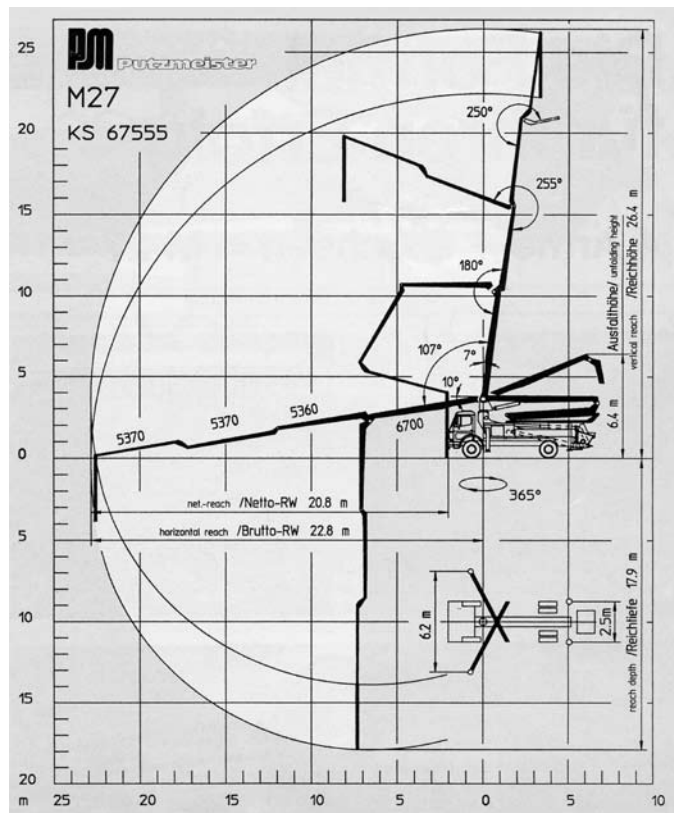 25
PM Putzmeister
M27
KS 67555
250°
20
255°
15
180°
10
107°
7°
10°
5
6700
5360
5370
5370
0
Ausfalthöhe/ unfolding height
vertical reach /Reichhöhe 26.4 m
6.4 m
net.-reach /Netto-RW 20.8 m
365°
horizontal reach /Brutto-RW 22.8 m
5
6.2 m
2.5m
reach depth /Reichtiefe 17.9 m
10
15
20
m 25 20 15 10 5 0 5 10